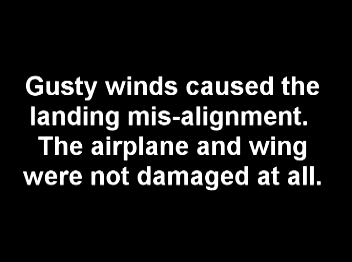 Gusty winds caused the
landing mis-alignment.
The airplane and wing
were not damaged at all.